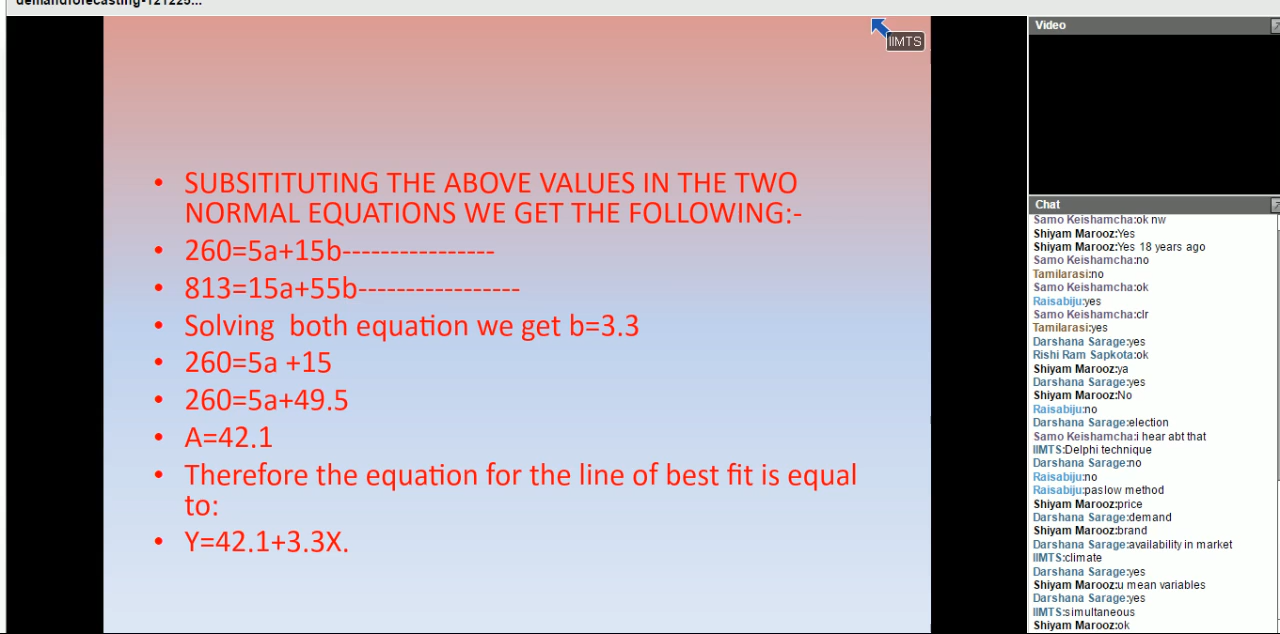 demandforecasting-121225...
IIMTS
• SUBSITITUTING THE ABOVE VALUES IN THE TWO
NORMAL EQUATIONS WE GET THE FOLLOWING:-
• 260=5a+15b----------------
• 813=15a+55b-----------------
• Solving both equation we get b=3.3
• 260=5a +15
• 260=5a+49.5
• A=42.1
• Therefore the equation for the line of best fit is equal
to:
• Y=42.1+3.3X.
Video
Chat
Samo Keishamcha:ok nw
Shiyam Marooz:Yes
Shiyam Marooz:Yes 18 years ago
Samo Keishamcha:no
Tamilarasi:no
Samo Keishamcha:ok
Raisabiju:yes
Samo Keishamcha:clr
Tamilarasi:yes
Darshana Sarage:yes
Rishi Ram Sapkota:ok
Shiyam Marooz:ya
Darshana Sarage:yes
Shiyam Marooz:No
Raisabiju:no
Darshana Sarage:election
Samo Keishamcha:i hear abt that
IIMTS:Delphi technique
Darshana Sarage:no
Raisabiju:no
Raisabiju:paslow method
Shiyam Marooz:price
Darshana Sarage:demand
Shiyam Marooz:brand
Darshana Sarage:availability in market
IIMTS:climate
Darshana Sarage:yes
Shiyam Marooz:u mean variables
Darshana Sarage:yes
IIMTS:simultaneous
Shiyam Marooz:ok